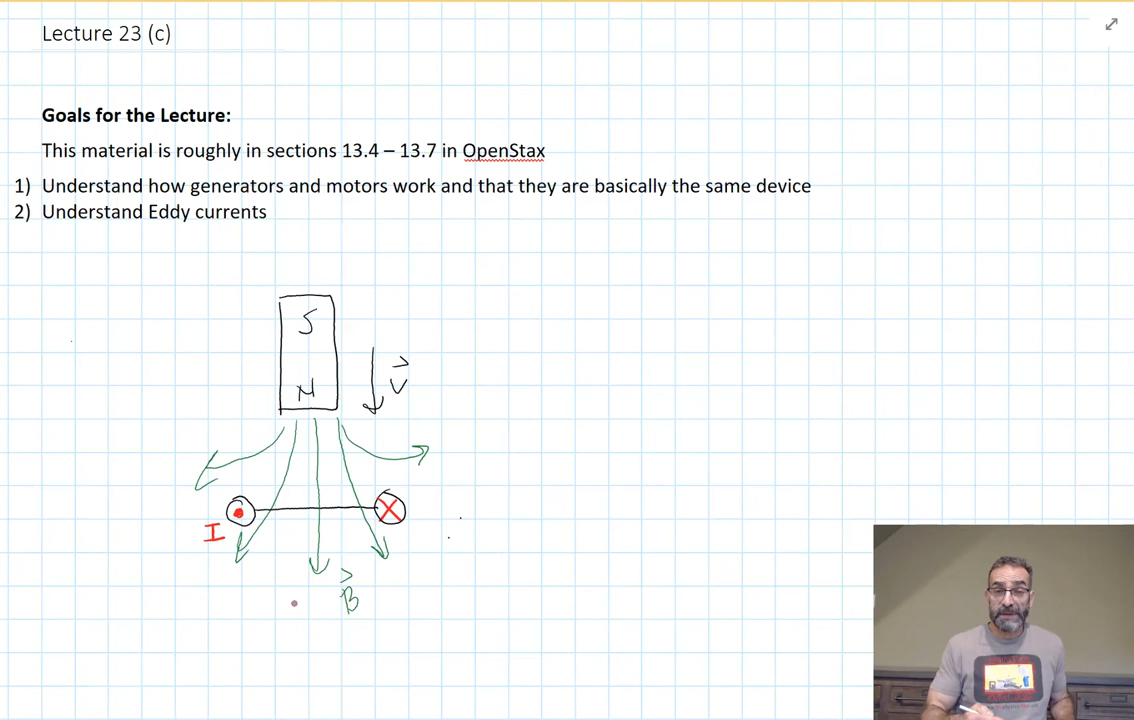 Lecture 23 (c)
Goals for the Lecture:
This material is roughly in sections 13.4 – 13.7 in OpenStax
1) Understand how generators and motors work and that they are basically the same device
2) Understand Eddy currents
S
N
V
I
B